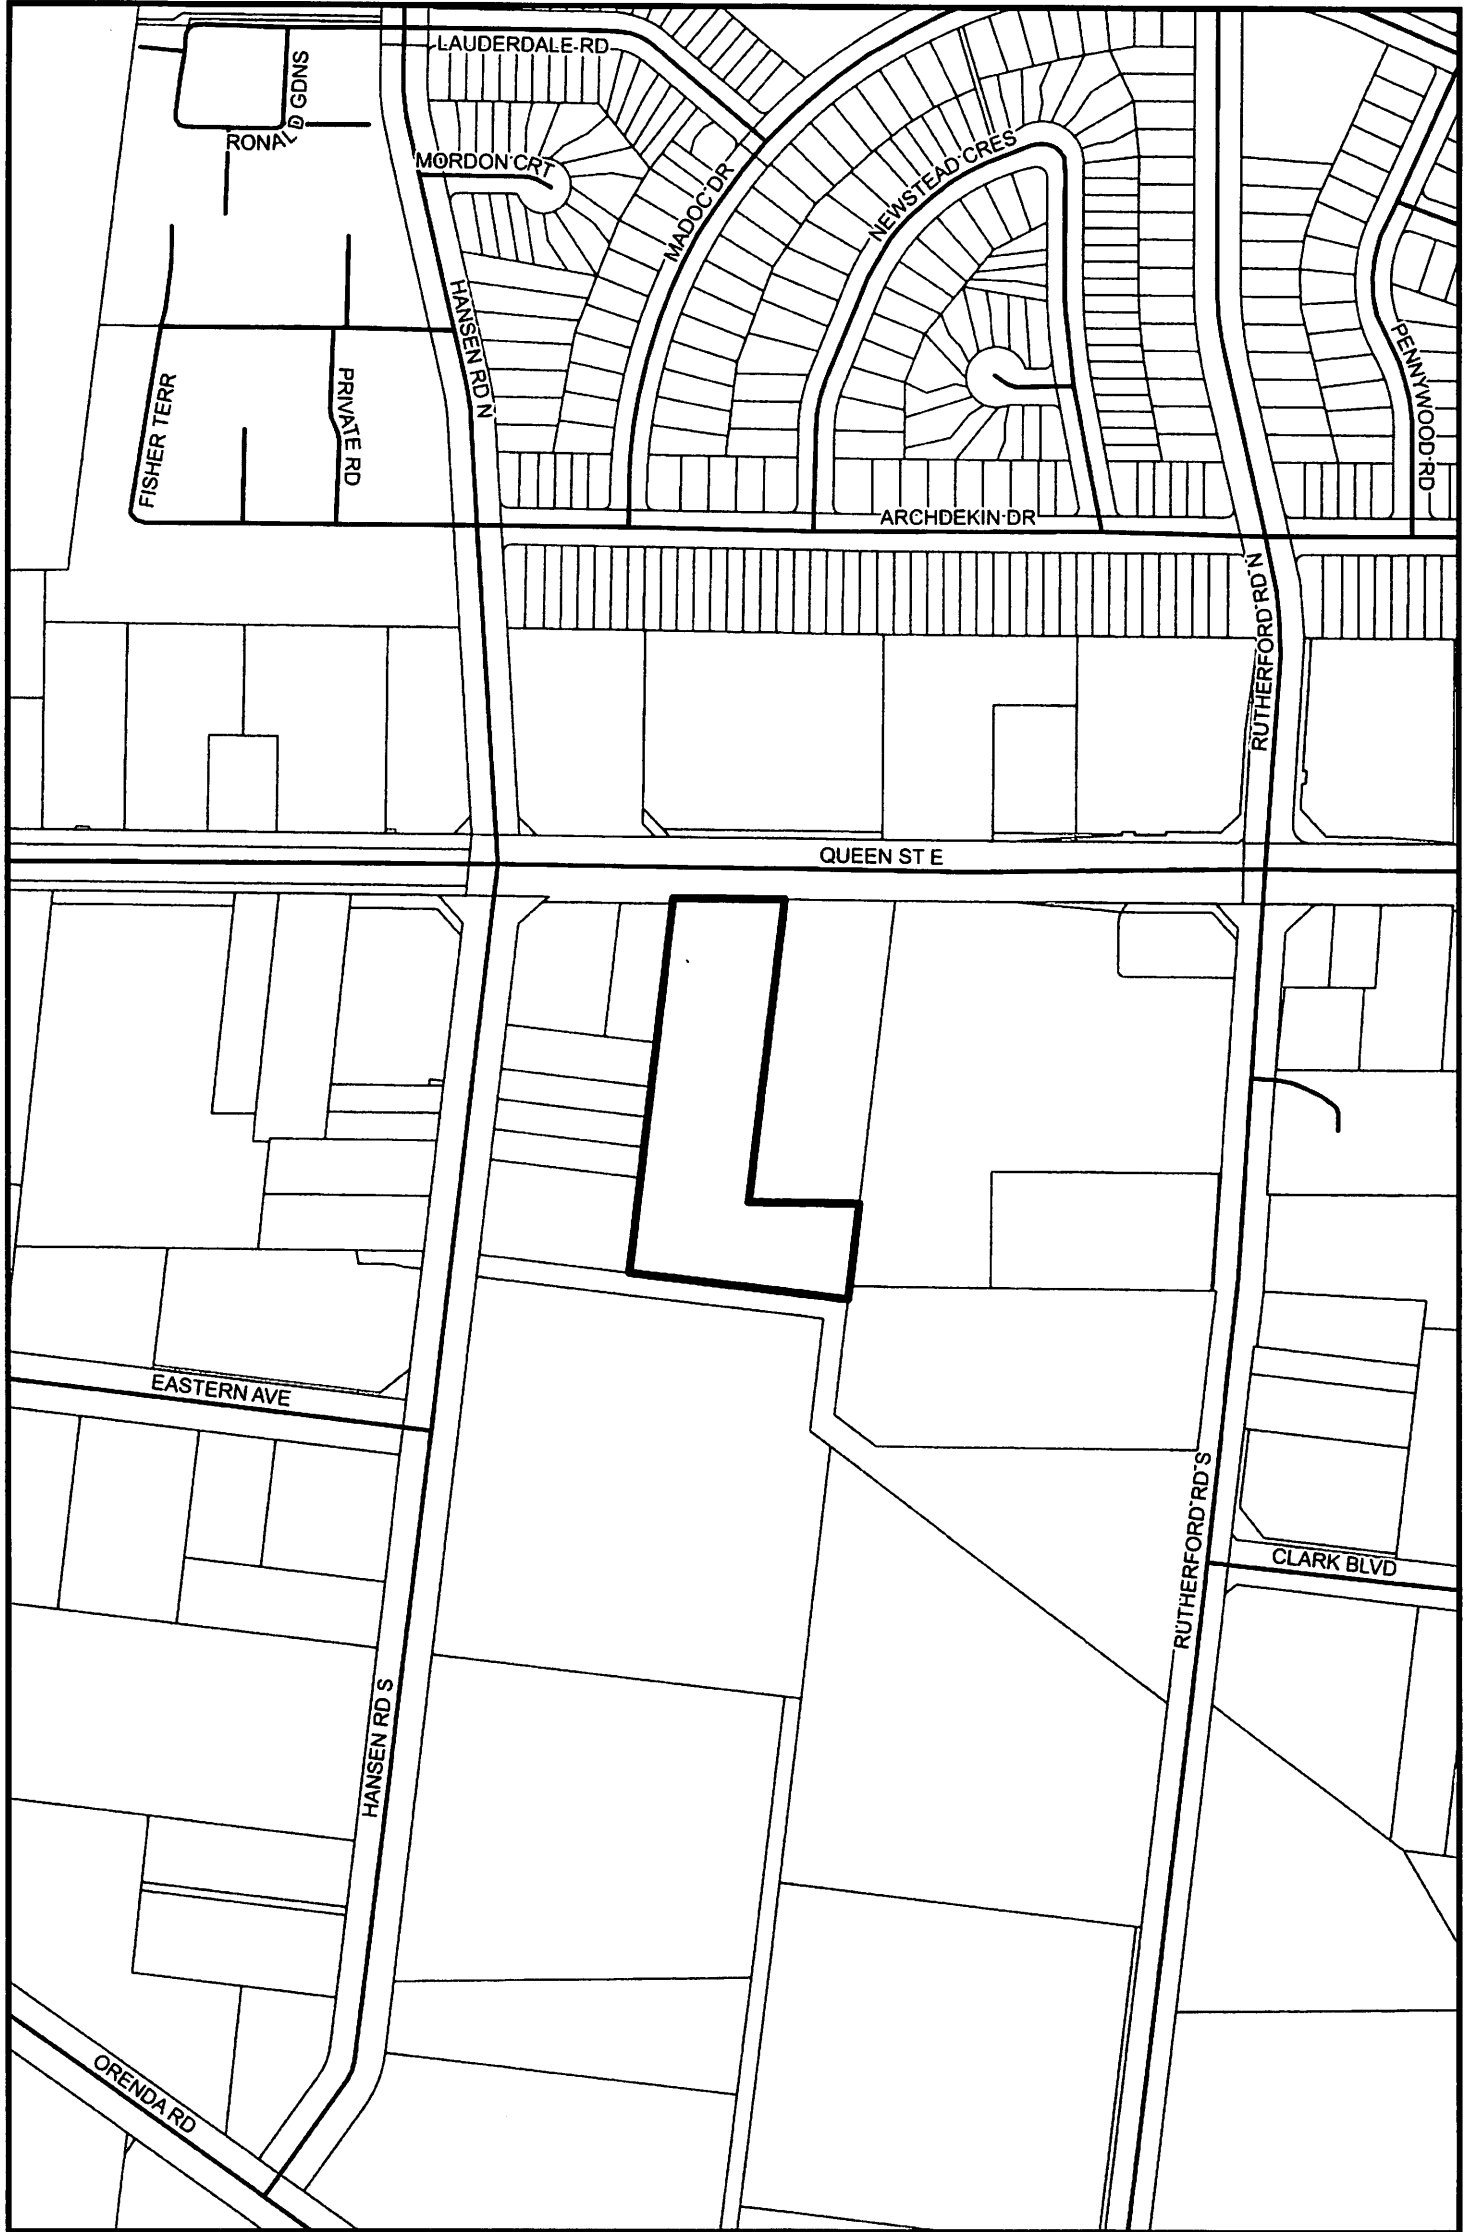 LAUDERDALE RD
RONALD GDNS
MORDON CRT
MADOC DR
NEWSTEAD CRES
HANSEN RD N
PENNYWOOD RD
FISHER TERR
PRIVATE RD
ARCHDEKIN DR
RUTHERFORD RD N
QUEEN ST E
EASTERN AVE
RUTHERFORD RD S
CLARK BLVD
HANSEN RD S
ORENDA RD